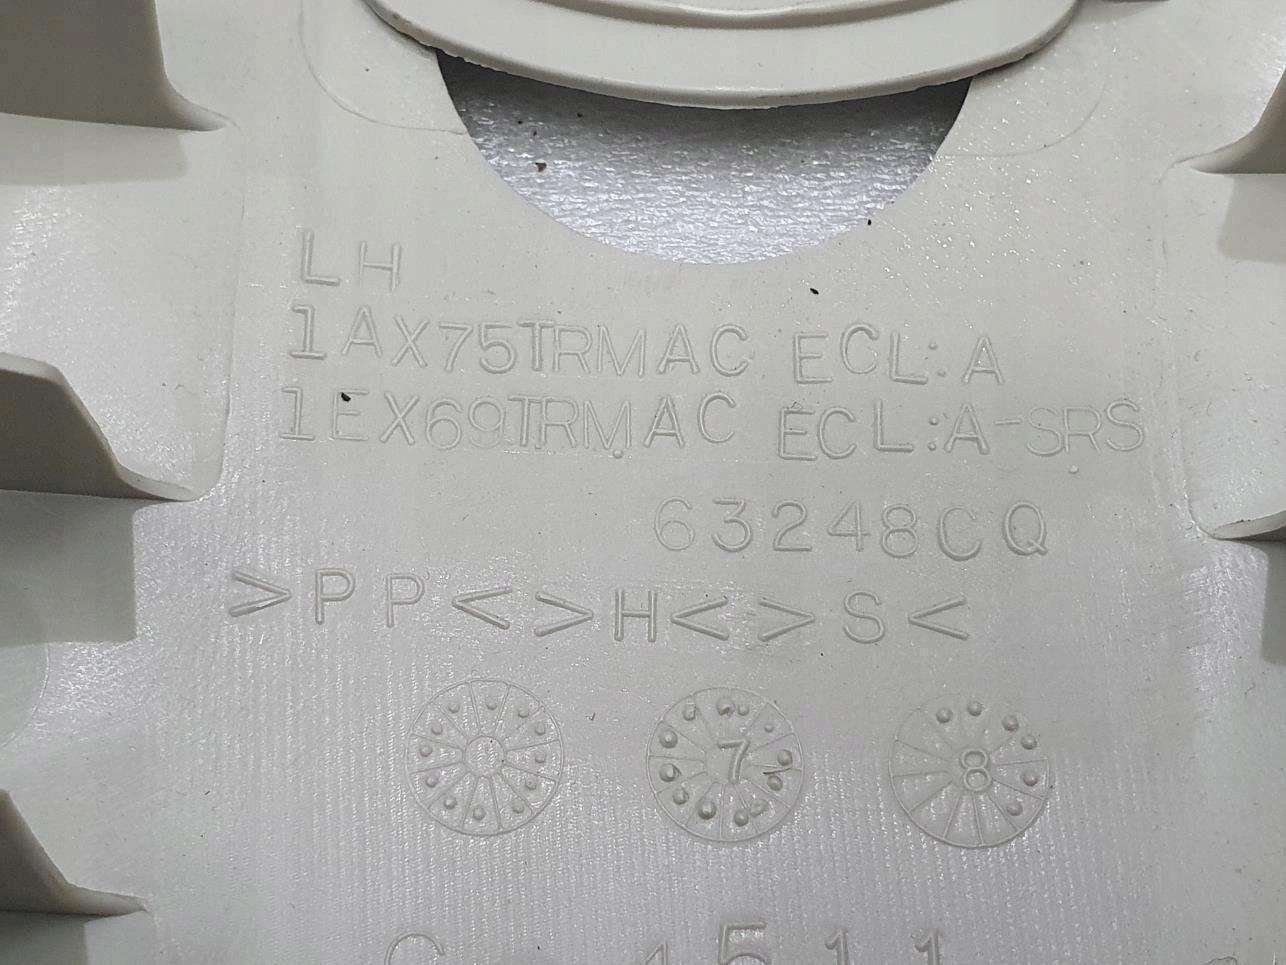 LH
1AX75TRMAC ECL:A
1EX69TRMAC ECL:A-SRS
63248CQ
>PP<>H<>S<
7 8